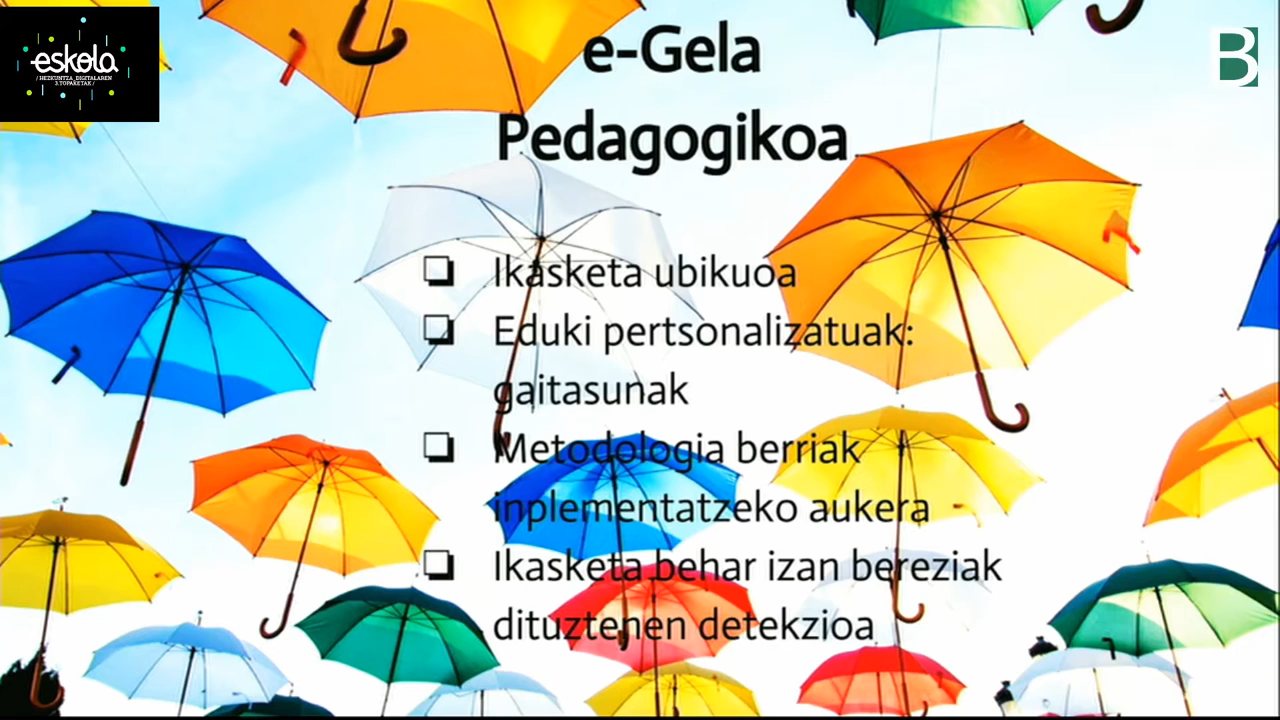 eskola
/ HEZKUNTZA_DIGITALAREN
3.TOPAKETAK /
B
e-Gela
Pedagogikoa
❏ Ikasketa ubikuoa
❏ Eduki pertsonalizatuak:
gaitasunak
❏ Metodologia berriak
inplementatzeko aukera
❏ Ikasketa behar izan bereziak
dituztenen detekzioa